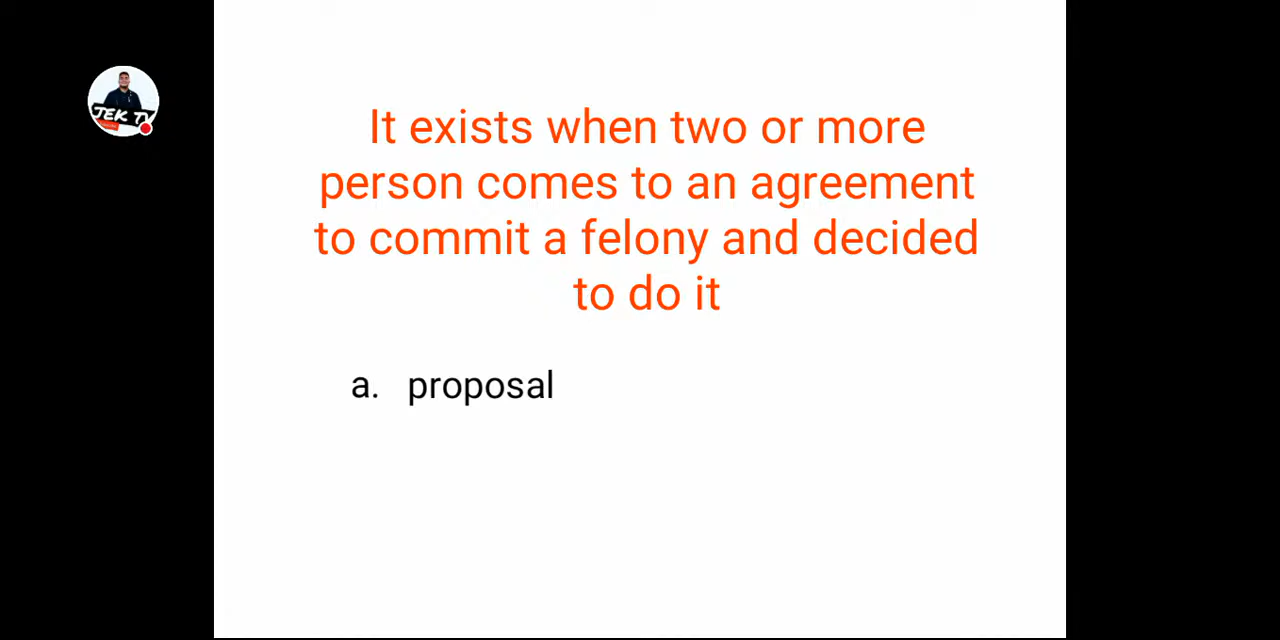 JEK TV
It exists when two or more
person comes to an agreement
to commit a felony and decided
to do it
a. proposal